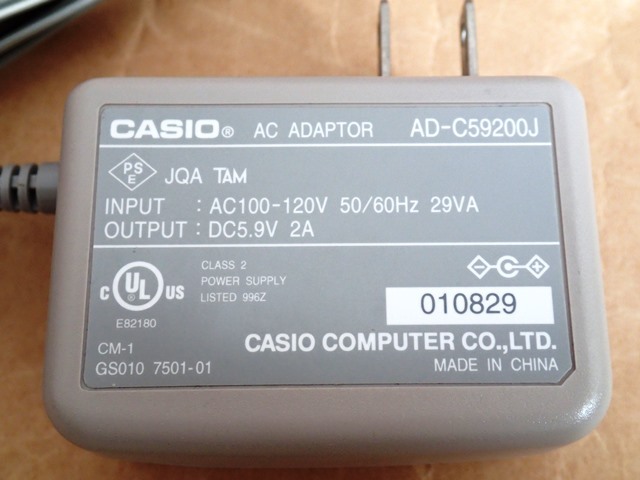 CASIO® AC ADAPTOR AD-C59200J
PS
E
JQA TAM
INPUT : AC100-120V 50/60Hz 29VA
OUTPUT : DC5.9V 2A
C UL US
E82180
CLASS 2
POWER SUPPLY
LISTED 996Z
010829
CM-1
GS010 7501-01
CASIO COMPUTER CO.,LTD.
MADE IN CHINA